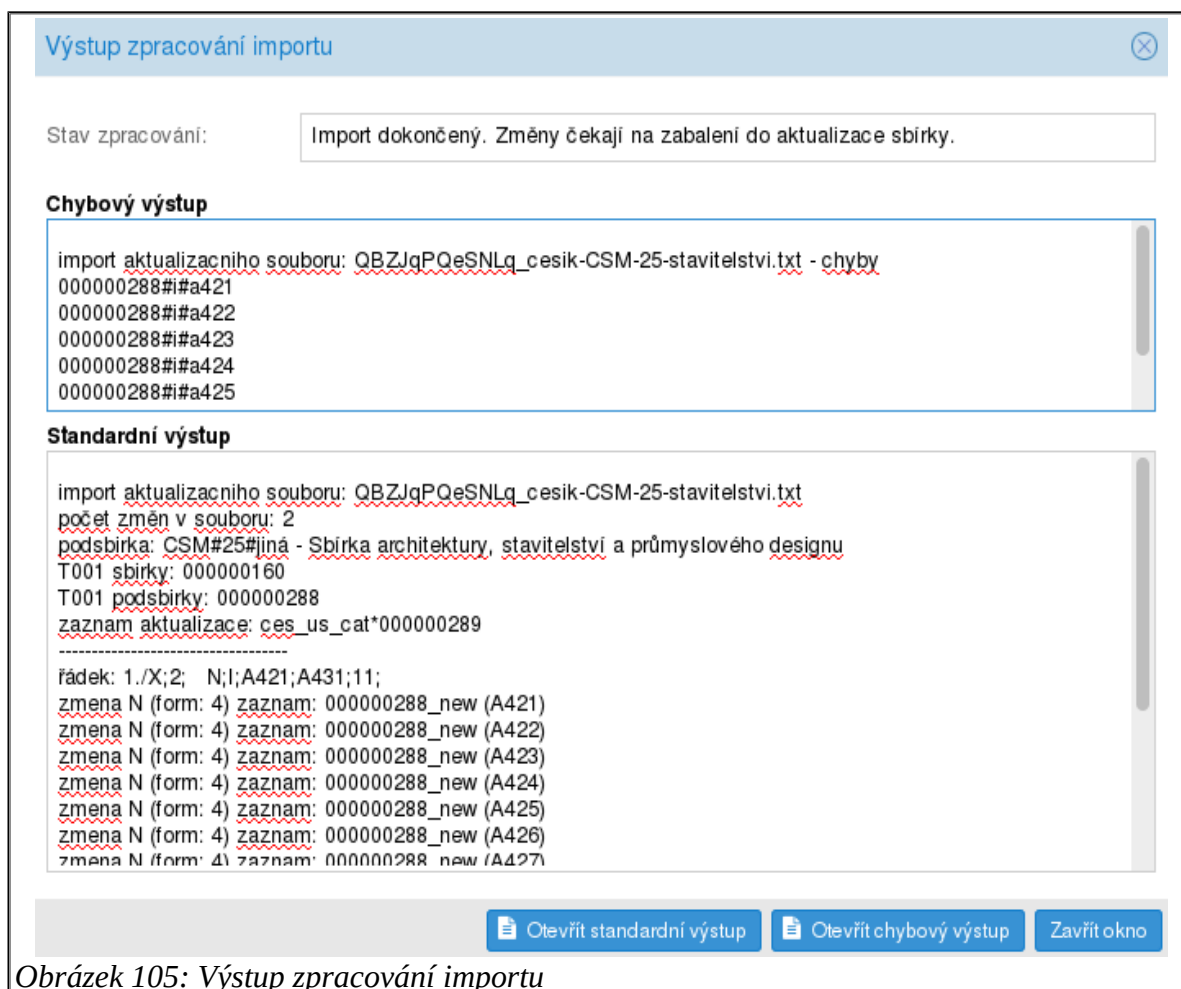 Výstup zpracování importu
Stav zpracování: Import dokončený. Změny čekají na zabalení do aktualizace sbírky.
Chybový výstup
import aktualizacniho souboru: QBZJqPQeSNLq_cesik-CSM-25-stavitelstvi.txt - chyby
000000288#i#a421
000000288#i#a422
000000288#i#a423
000000288#i#a424
000000288#i#a425
Standardní výstup
import aktualizacniho souboru: QBZJqPQeSNLq_cesik-CSM-25-stavitelstvi.txt
počet změn v souboru: 2
podsbirka: CSM#25#jiná - Sbírka architektury, stavitelství a průmyslového designu
T001 sbirky: 000000160
T001 podsbirky: 000000288
zaznam aktualizace: ces_us_cat*000000289
-----------------------------------
řádek: 1./X;2; N;I;A421;A431;11;
zmena N (form: 4) zaznam: 000000288_new (A421)
zmena N (form: 4) zaznam: 000000288_new (A422)
zmena N (form: 4) zaznam: 000000288_new (A423)
zmena N (form: 4) zaznam: 000000288_new (A424)
zmena N (form: 4) zaznam: 000000288_new (A425)
zmena N (form: 4) zaznam: 000000288_new (A426)
zmena N (form: 4) zaznam: 000000288_new (A427)
Otevřít standardní výstup Otevřít chybový výstup Zavřít okno
Obrázek 105: Výstup zpracování importu